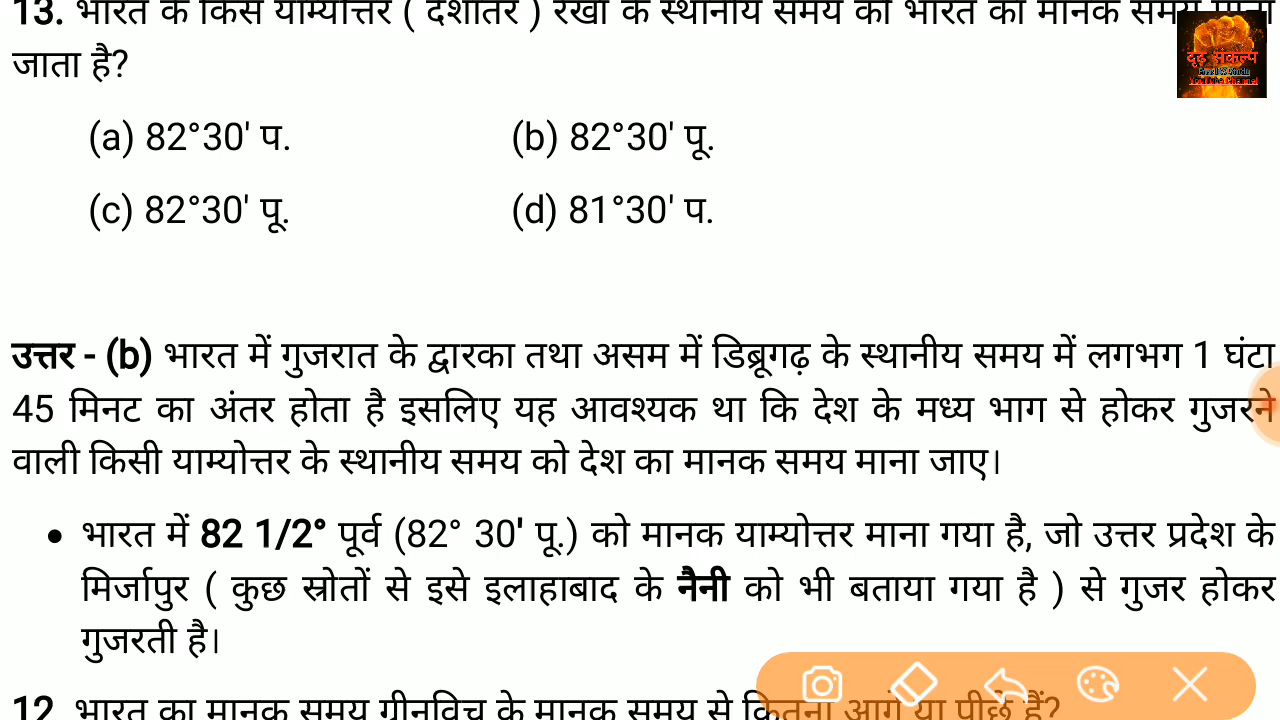 13. भारत के किस याम्योत्तर ( देशांतर ) रेखा के स्थानीय समय को भारत का मानक समय माना
जाता है?
दृढ़ संकल्प
(a) 82°30' प. (b) 82°30' पू.
(c) 82°30' पू. (d) 81°30' प.
उत्तर - (b) भारत में गुजरात के द्वारका तथा असम में डिब्रूगढ़ के स्थानीय समय में लगभग 1 घंटा
45 मिनट का अंतर होता है इसलिए यह आवश्यक था कि देश के मध्य भाग से होकर गुजरने
वाली किसी याम्योत्तर के स्थानीय समय को देश का मानक समय माना जाए।
• भारत में 82 1/2° पूर्व (82° 30' पू.) को मानक याम्योत्तर माना गया है, जो उत्तर प्रदेश के
मिर्जापुर ( कुछ स्रोतों से इसे इलाहाबाद के नैनी को भी बताया गया है ) से गुजर होकर
गुजरती है।
12. भारत का मानक समय ग्रीनविच के मानक समय से कितना आगे या पीछे हैं?